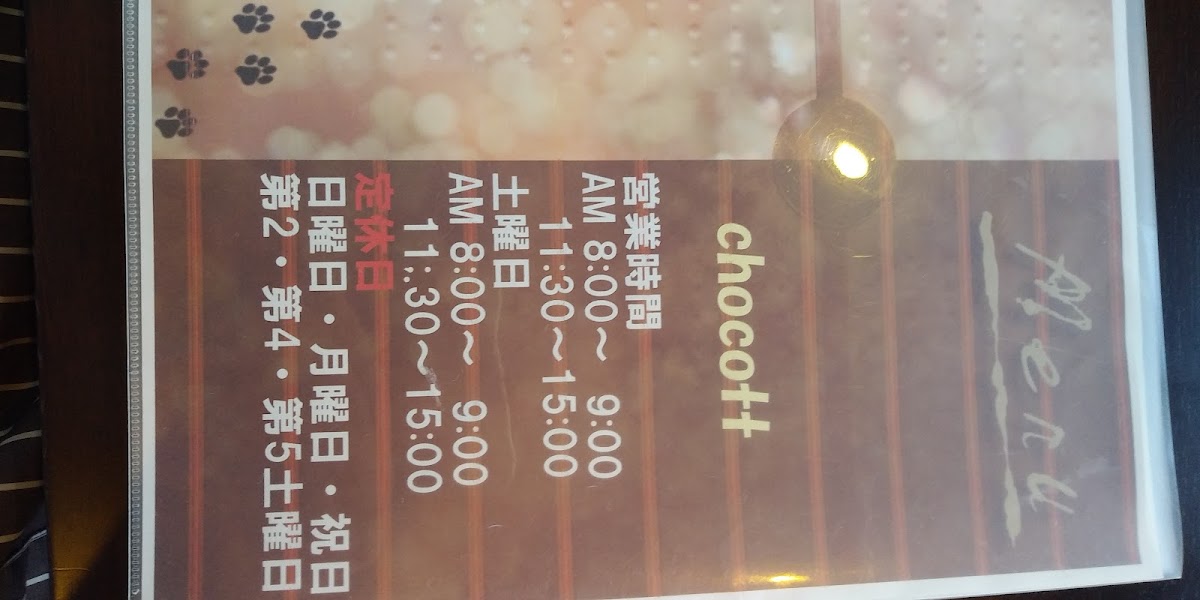 Menu
chocott
営業時間
AM 8:00～ 9:00
11:30～15:00
土曜日
AM 8:00～ 9:00
11:30～15:00
定休日
日曜日・月曜日・祝日
第2・第4・第5土曜日